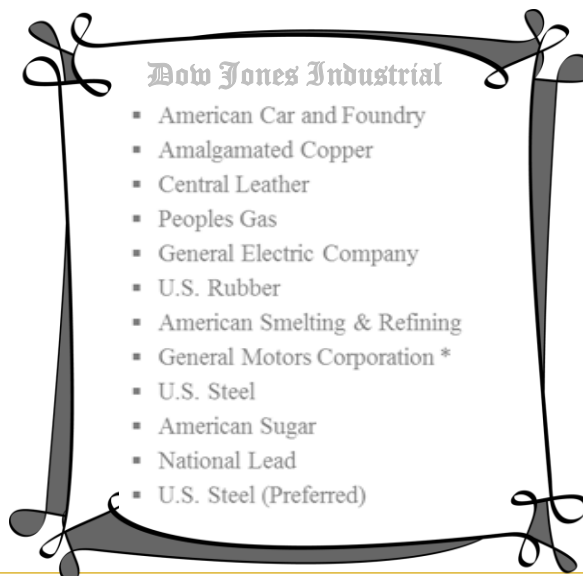 Dow Jones Industrial
▪ American Car and Foundry
▪ Amalgamated Copper
▪ Central Leather
▪ Peoples Gas
▪ General Electric Company
▪ U.S. Rubber
▪ American Smelting & Refining
▪ General Motors Corporation *
▪ U.S. Steel
▪ American Sugar
▪ National Lead
▪ U.S. Steel (Preferred)